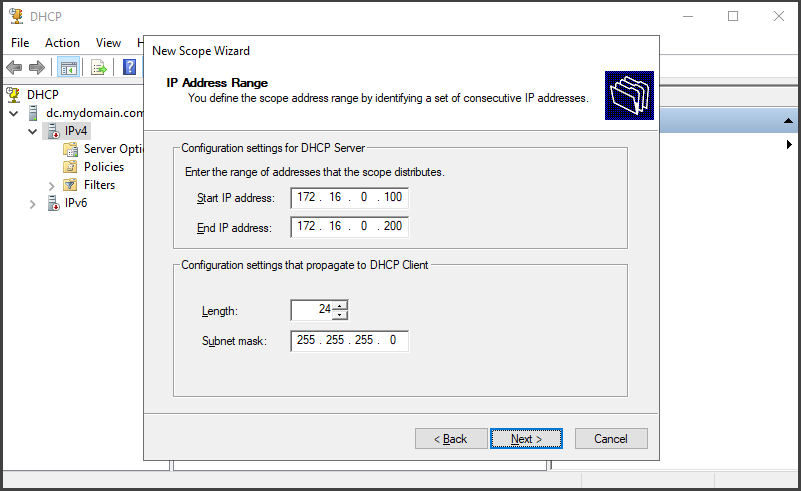 DHCP
File Action View H
DHCP
dc.mydomain.com
IPv4
Server Opti
Policies
Filters
IPv6
New Scope Wizard
IP Address Range
You define the scope address range by identifying a set of consecutive IP addresses.
Configuration settings for DHCP Server
Enter the range of addresses that the scope distributes.
Start IP address: 172 . 16 . 0 . 100
End IP address: 172 . 16 . 0 . 200
Configuration settings that propagate to DHCP Client
Length: 24
Subnet mask: 255 . 255 . 255 . 0
< Back Next > Cancel